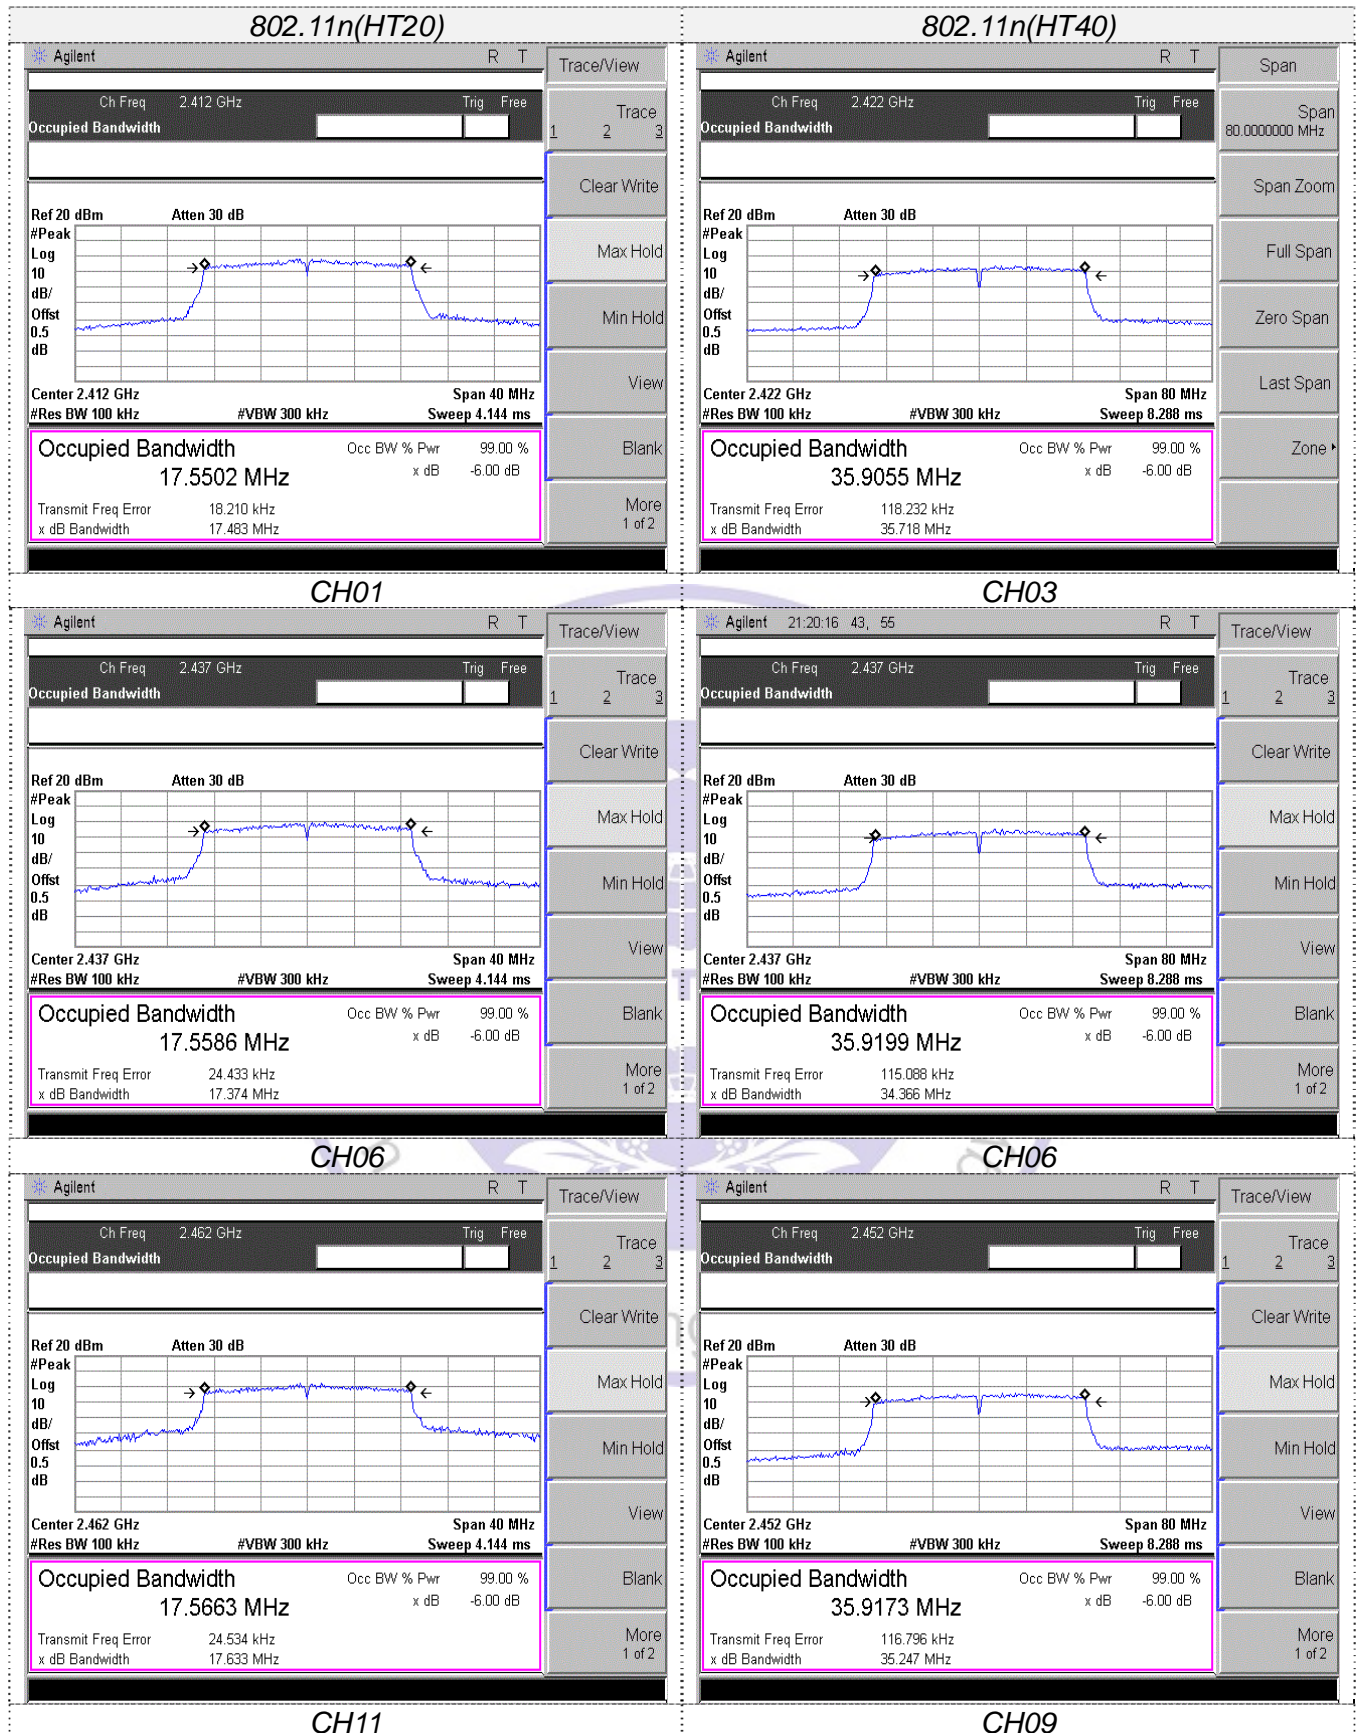 802.11n(HT20)
802.11n(HT40)
Agilent R T Trace/View
Ch Freq 2.412 GHz Trig Free
Occupied Bandwidth
Trace
1 2 3
Clear Write
Ref 20 dBm Atten 30 dB
#Peak
Log
10
dB/
Offst
0.5
dB
Max Hold
Min Hold
View
Center 2.412 GHz Span 40 MHz
#Res BW 100 kHz #VBW 300 kHz Sweep 4.144 ms
Occupied Bandwidth Occ BW % Pwr 99.00 %
17.5502 MHz x dB -6.00 dB
Blank
Transmit Freq Error 18.210 kHz
x dB Bandwidth 17.483 MHz
More
1 of 2
Agilent R T Span
Ch Freq 2.422 GHz Trig Free
Occupied Bandwidth
Span
80.0000000 MHz
Span Zoom
Ref 20 dBm Atten 30 dB
#Peak
Log
10
dB/
Offst
0.5
dB
Full Span
Zero Span
Last Span
Center 2.422 GHz Span 80 MHz
#Res BW 100 kHz #VBW 300 kHz Sweep 8.288 ms
Occupied Bandwidth Occ BW % Pwr 99.00 %
35.9055 MHz x dB -6.00 dB
Zone
Transmit Freq Error 118.232 kHz
x dB Bandwidth 35.718 MHz
CH01
CH03
Agilent R T Trace/View
Ch Freq 2.437 GHz Trig Free
Occupied Bandwidth
Trace
1 2 3
Clear Write
Ref 20 dBm Atten 30 dB
#Peak
Log
10
dB/
Offst
0.5
dB
Max Hold
Min Hold
View
Center 2.437 GHz Span 40 MHz
#Res BW 100 kHz #VBW 300 kHz Sweep 4.144 ms
Occupied Bandwidth Occ BW % Pwr 99.00 %
17.5586 MHz x dB -6.00 dB
Blank
Transmit Freq Error 24.433 kHz
x dB Bandwidth 17.374 MHz
More
1 of 2
Agilent 21:20:16 43, 55 R T Trace/View
Ch Freq 2.437 GHz Trig Free
Occupied Bandwidth
Trace
1 2 3
Clear Write
Ref 20 dBm Atten 30 dB
#Peak
Log
10
dB/
Offst
0.5
dB
Max Hold
Min Hold
View
Center 2.437 GHz Span 80 MHz
#Res BW 100 kHz #VBW 300 kHz Sweep 8.288 ms
Occupied Bandwidth Occ BW % Pwr 99.00 %
35.9199 MHz x dB -6.00 dB
Blank
Transmit Freq Error 115.088 kHz
x dB Bandwidth 34.366 MHz
More
1 of 2
CH06
CH06
Agilent R T Trace/View
Ch Freq 2.462 GHz Trig Free
Occupied Bandwidth
Trace
1 2 3
Clear Write
Ref 20 dBm Atten 30 dB
#Peak
Log
10
dB/
Offst
0.5
dB
Max Hold
Min Hold
View
Center 2.462 GHz Span 40 MHz
#Res BW 100 kHz #VBW 300 kHz Sweep 4.144 ms
Occupied Bandwidth Occ BW % Pwr 99.00 %
17.5663 MHz x dB -6.00 dB
Blank
Transmit Freq Error 24.534 kHz
x dB Bandwidth 17.633 MHz
More
1 of 2
Agilent R T Trace/View
Ch Freq 2.452 GHz Trig Free
Occupied Bandwidth
Trace
1 2 3
Clear Write
Ref 20 dBm Atten 30 dB
#Peak
Log
10
dB/
Offst
0.5
dB
Max Hold
Min Hold
View
Center 2.452 GHz Span 80 MHz
#Res BW 100 kHz #VBW 300 kHz Sweep 8.288 ms
Occupied Bandwidth Occ BW % Pwr 99.00 %
35.9173 MHz x dB -6.00 dB
Blank
Transmit Freq Error 116.796 kHz
x dB Bandwidth 35.247 MHz
More
1 of 2
CH11
CH09